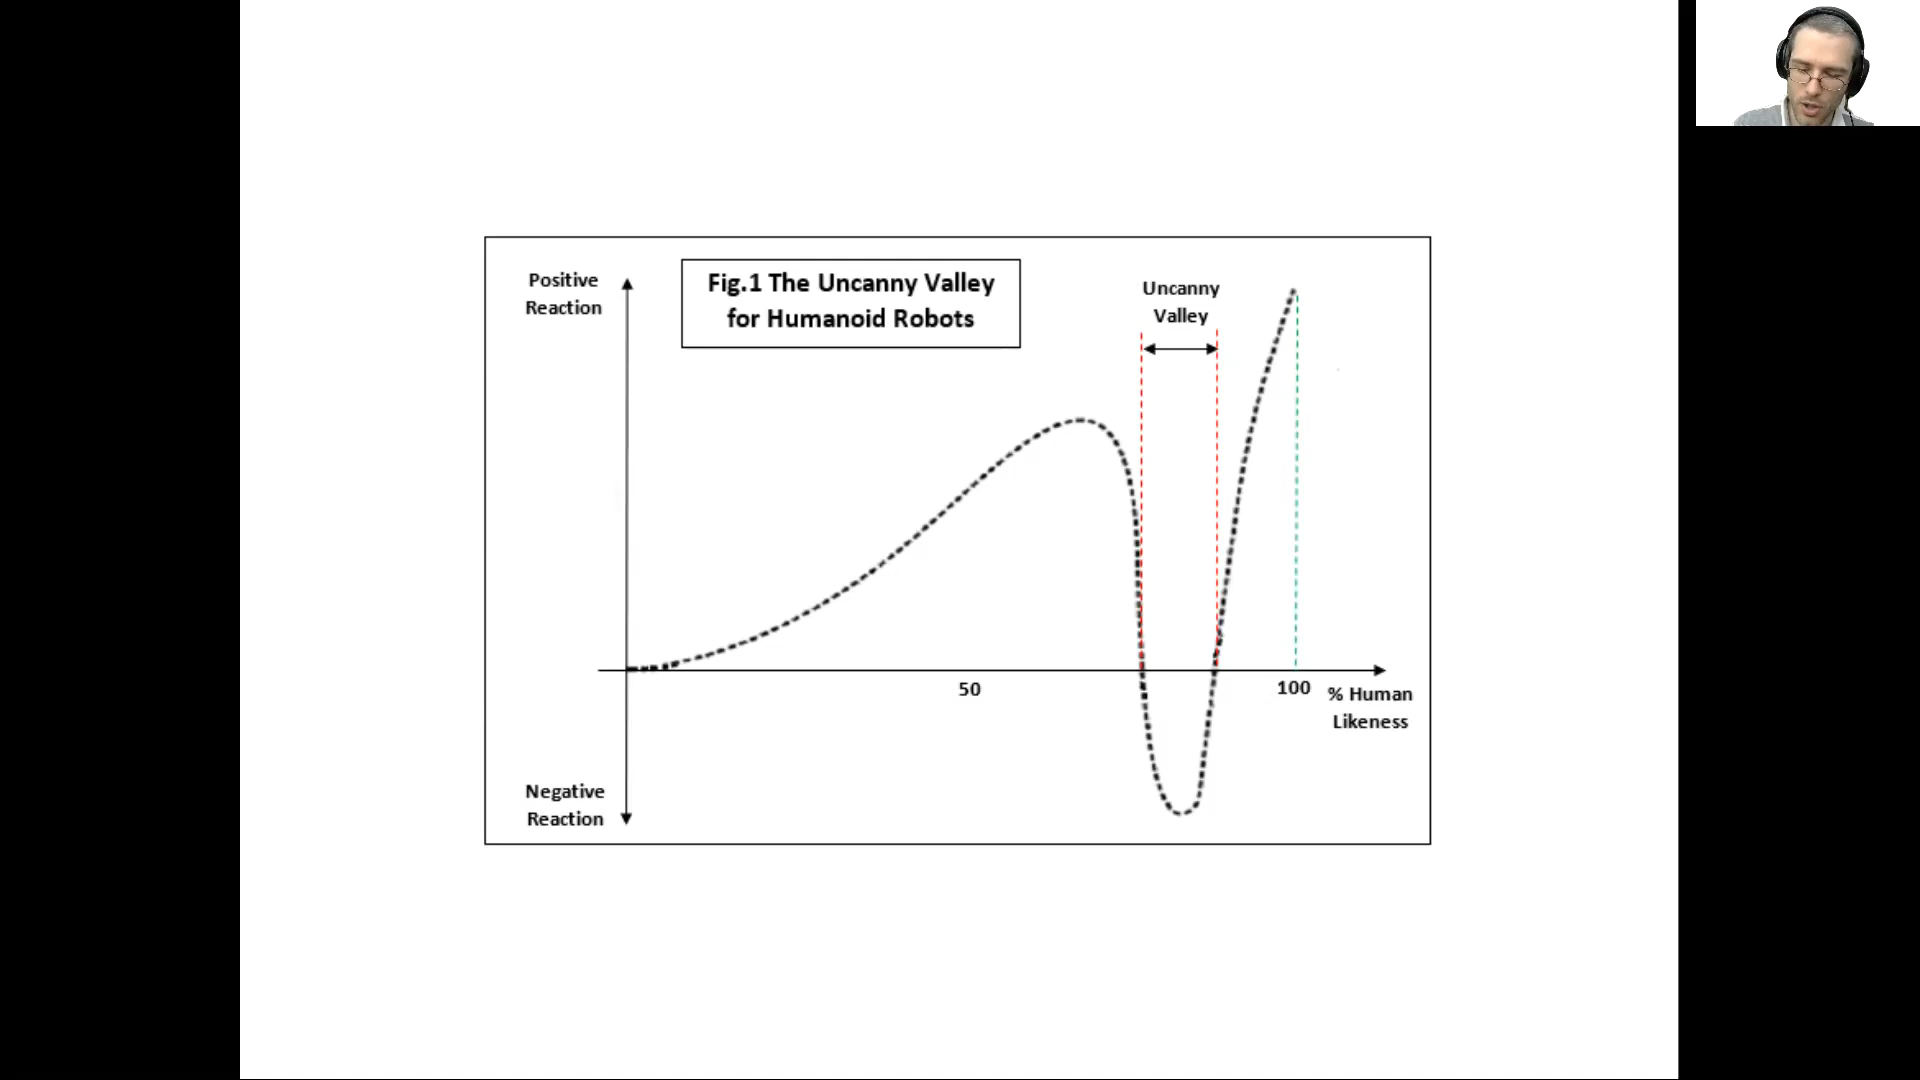 Fig.1 The Uncanny Valley
for Humanoid Robots
Positive
Reaction
Uncanny
Valley
50
100
% Human
Likeness
Negative
Reaction